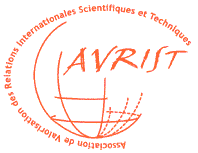 Association de Valorisation des Relations Internationales Scientifiques et Techniques
AVRIST